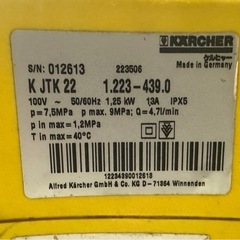 KÄRCHER
ケルヒャー
Made in Germany
S/N: 012613 223506
K JTK 22 1.223-439.0
100V ~ 50/60Hz 1,25 kW 13A IPX5
p = 7,5MPa p max. 9MPa; Q = 4,7l/min
p in max = 1,2MPa
T in max = 40°C
12234390012613
Alfred Kärcher GmbH & Co. KG D - 71364 Winnenden